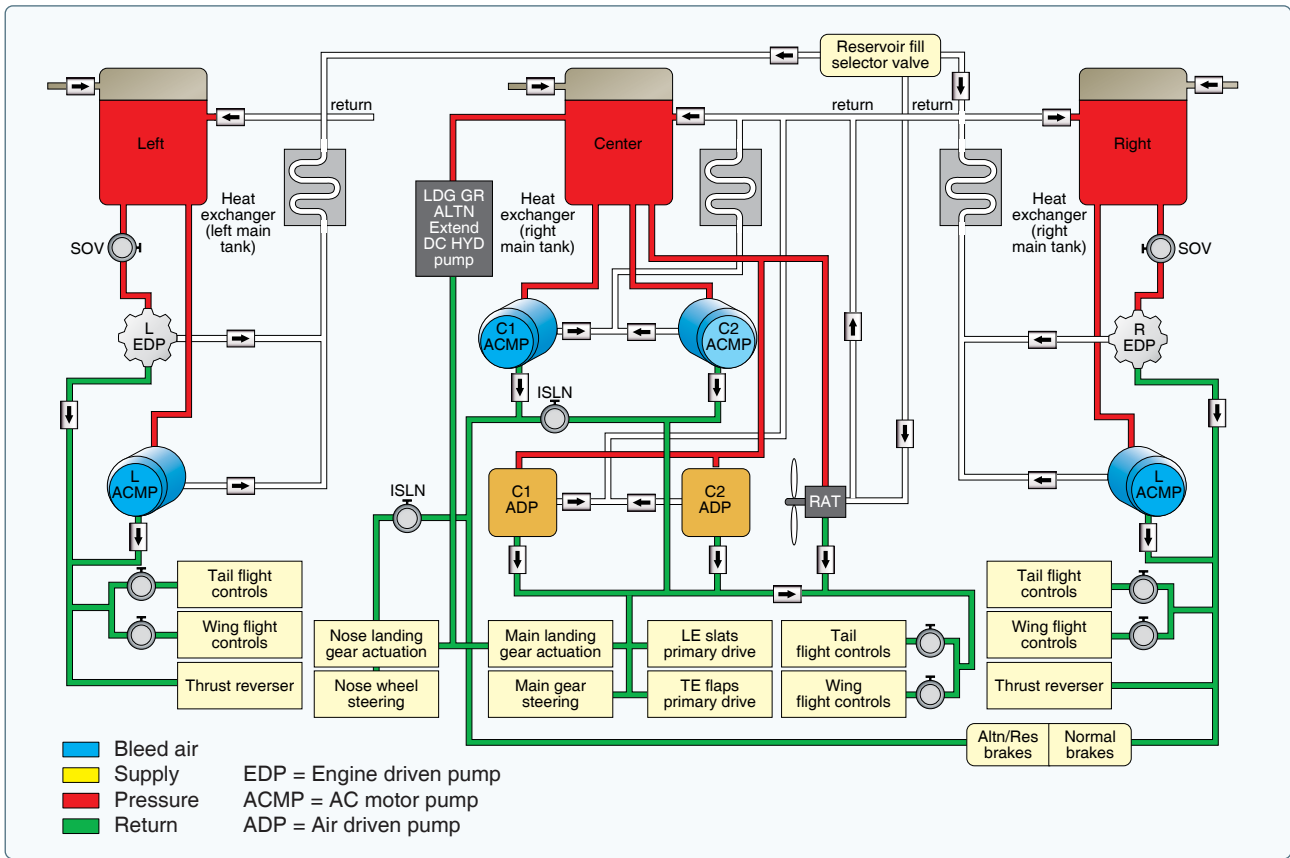 Reservoir fill
selector valve
return
return
return
Left
Center
Right
Heat
exchanger
(left main
tank)
LDG GR
ALTN
Extend
DC HYD
pump
Heat
exchanger
(right
main tank)
Heat
exchanger
(right
main tank)
SOV
SOV
L
EDP
C1
ACMP
C2
ACMP
R
EDP
ISLN
L
ACMP
ISLN
C1
ADP
C2
ADP
RAT
L
ACMP
Tail flight
controls
Wing flight
controls
Thrust reverser
Nose landing
gear actuation
Nose wheel
steering
Main landing
gear actuation
Main gear
steering
LE slats
primary drive
TE flaps
primary drive
Tail
flight controls
Wing
flight controls
Tail flight
controls
Wing flight
controls
Thrust reverser
Altn/Res
brakes
Normal
brakes
Bleed air
Supply
Pressure
Return
EDP = Engine driven pump
ACMP = AC motor pump
ADP = Air driven pump